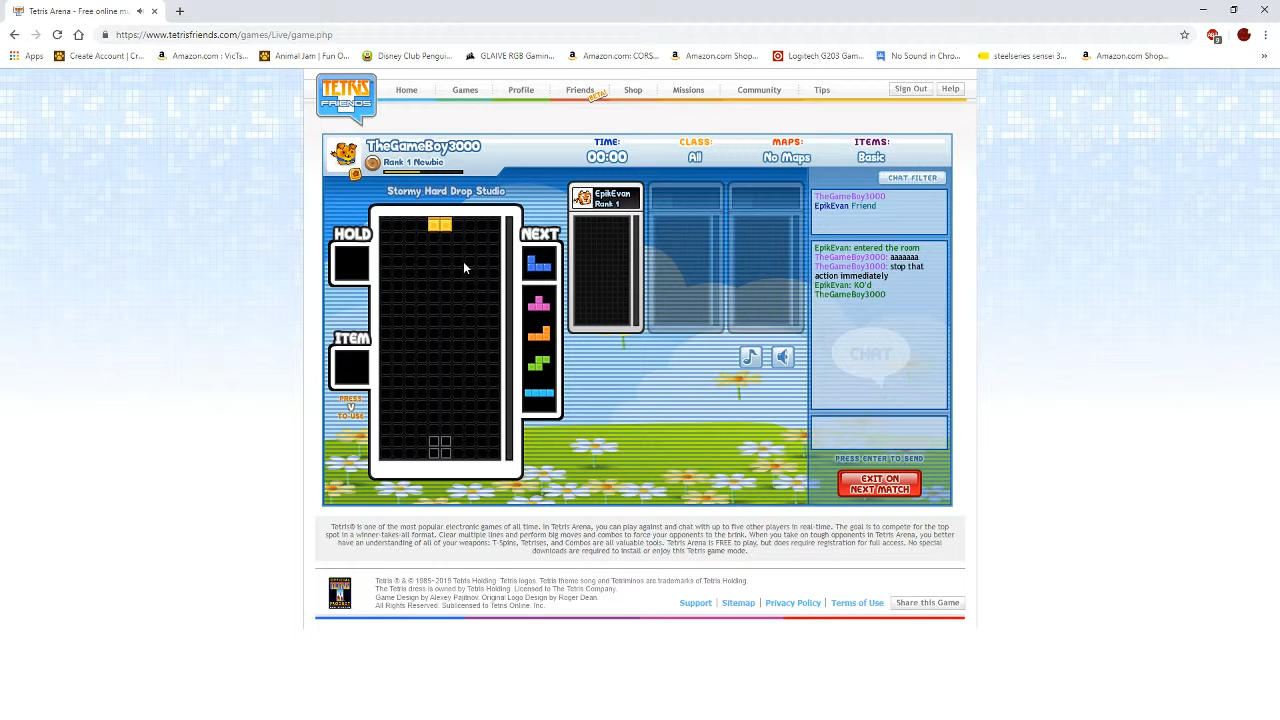 Tetris Arena - Free online mu
https://www.tetrisfriends.com/games/Live/game.php
Apps
Create Account | Cr...
Amazon.com : VicTs...
Animal Jam | Fun O...
Disney Club Pengui...
GLAIVE RGB Gamin...
Amazon.com: CORS...
Amazon.com Shop...
Logitech G203 Gam...
No Sound in Chro...
steelseries sensei 3...
Amazon.com Shop...
»
TETRIS
FRIENDS
Home
Games
Profile
Friends
BETA!
Shop
Missions
Community
Tips
Sign Out
Help
TheGameBoy3000
Rank 1 Newbie
TIME:
00:00
CLASS:
All
MAPS:
No Maps
ITEMS:
Basic
Stormy Hard Drop Studio
HOLD
NEXT
ITEM
PRESS
V
TO USE
EpikEvan
Rank 1
CHAT FILTER
TheGameBoy3000
EpikEvan Friend
EpikEvan: entered the room
TheGameBoy3000: aaaaaa
TheGameBoy3000: stop that
action immediately
EpikEvan: KO'd
TheGameBoy3000
CHAT
PRESS ENTER TO SEND
EXIT ON
NEXT MATCH
Tetris® is one of the most popular electronic games of all time. In Tetris Arena, you can play against and chat with up to five other players in real-time. The goal is to compete for the top
spot in a winner-takes-all format. Clear multiple lines and perform big moves and combos to force your opponents to the brink. When you take on tough opponents in Tetris Arena, you better
have an understanding of all of your weapons: T-Spins, Tetrises, and Combos are all valuable tools. Tetris Arena is FREE to play, but does require registration for full access. No special
downloads are required to install or enjoy this Tetris game mode.
Tetris ® & © 1985~2019 Tetris Holding. Tetris logos, Tetris theme song and Tetriminos are trademarks of Tetris Holding.
The Tetris trade dress is owned by Tetris Holding. Licensed to The Tetris Company.
Game Design by Alexey Pajitnov. Original Logo Design by Roger Dean.
All Rights Reserved. Sublicensed to Tetris Online, Inc.
Support | Sitemap | Privacy Policy | Terms of Use
Share this Game